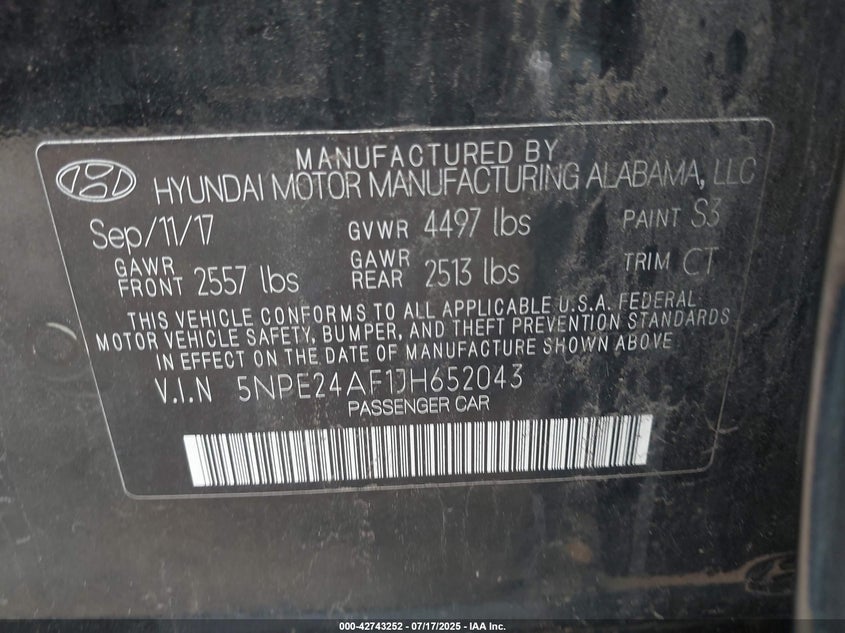 MANUFACTURED BY
HYUNDAI MOTOR MANUFACTURING ALABAMA, LLC
Sep/11/17 GVWR 4497 lbs PAINT S3
GAWR FRONT 2557 lbs GAWR REAR 2513 lbs TRIM CT
THIS VEHICLE CONFORMS TO ALL APPLICABLE U.S.A. FEDERAL
MOTOR VEHICLE SAFETY, BUMPER, AND THEFT PREVENTION STANDARDS
IN EFFECT ON THE DATE OF MANUFACTURE SHOWN ABOVE
V.I.N 5NPE24AF1JH652043
PASSENGER CAR
000-42743252 - 07/17/2025 - IAA Inc.